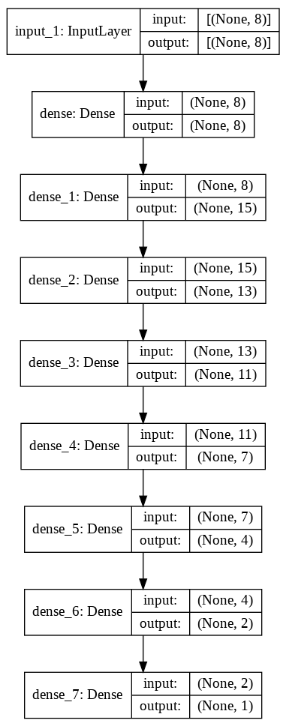 input_1: InputLayer input: [(None, 8)]
output: [(None, 8)]
dense: Dense input: (None, 8)
output: (None, 8)
dense_1: Dense input: (None, 8)
output: (None, 15)
dense_2: Dense input: (None, 15)
output: (None, 13)
dense_3: Dense input: (None, 13)
output: (None, 11)
dense_4: Dense input: (None, 11)
output: (None, 7)
dense_5: Dense input: (None, 7)
output: (None, 4)
dense_6: Dense input: (None, 4)
output: (None, 2)
dense_7: Dense input: (None, 2)
output: (None, 1)